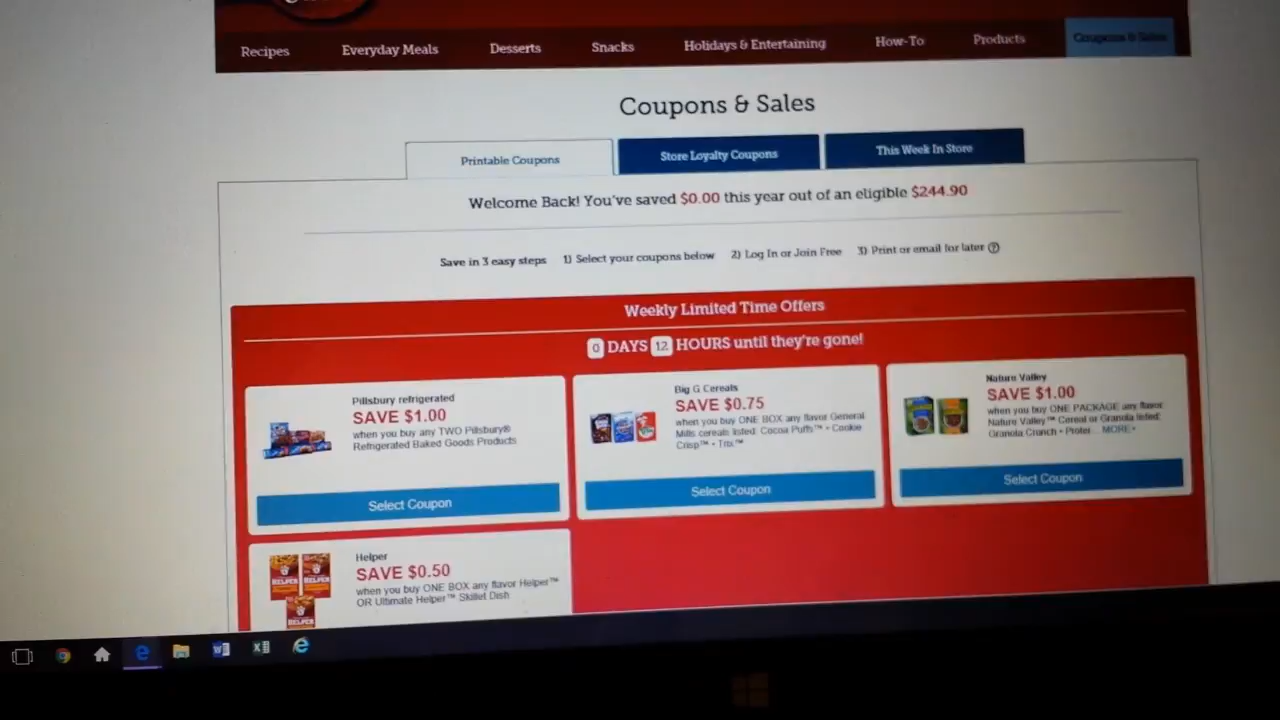 Recipes Everyday Meals Desserts Snacks Holidays & Entertaining How-To Products Coupons & Sales
Coupons & Sales
Printable Coupons Store Loyalty Coupons This Week In Store
Welcome Back! You've saved $0.00 this year out of an eligible $244.90
Save in 3 easy steps 1) Select your coupons below 2) Log In or Join Free 3) Print or email for later ?
Weekly Limited Time Offers
0 DAYS 12 HOURS until they're gone!
Pillsbury refrigerated
SAVE $1.00
when you buy any TWO Pillsbury®
Refrigerated Baked Goods Products
Select Coupon
Big G Cereals
SAVE $0.75
when you buy ONE BOX any flavor General
Mills cereals listed: Cocoa Puffs™ • Cookie
Crisp™ • Trix™
Select Coupon
Nature Valley
SAVE $1.00
when you buy ONE PACKAGE any flavor
Nature Valley™ Cereal or Granola listed:
Granola Crunch • Protei... MORE
Select Coupon
HELPER HELPER
HELPER
Helper
SAVE $0.50
when you buy ONE BOX any flavor Helper™
OR Ultimate Helper™ Skillet Dish